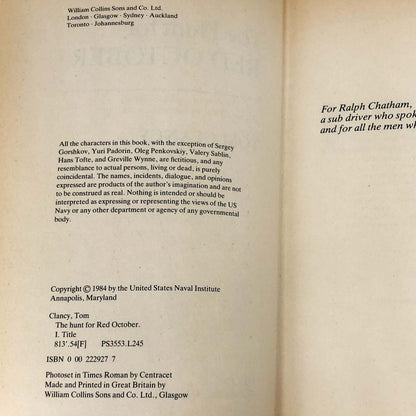 William Collins Sons and Co. Ltd.
London · Glasgow · Sydney · Auckland
Toronto · Johannesburg
For Ralph Chatham,
a sub driver who spok
and for all the men wh
All the characters in this book, with the exception of Sergey
Gorshkov, Yuri Padorin, Oleg Penkovskiy, Valery Sablin,
Hans Tofte, and Greville Wynne, are fictitious, and any
resemblance to actual persons, living or dead, is purely
coincidental. The names, incidents, dialogue, and opinions
expressed are products of the author's imagination and are not
to be construed as real. Nothing is intended or should be
interpreted as expressing or representing the views of the US
Navy or any other department or agency of any governmental
body.
Copyright © 1984 by the United States Naval Institute
Annapolis, Maryland
Clancy, Tom
The hunt for Red October.
I. Title
813'.54[F] PS3553.L245
ISBN 0 00 222927 7
Photoset in Times Roman by Centracet
Made and Printed in Great Britain by
William Collins Sons and Co. Ltd., Glasgow